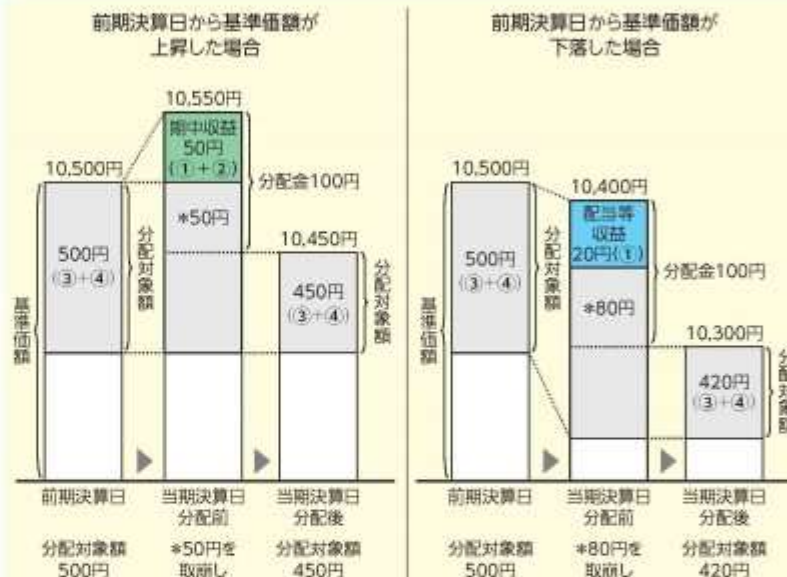 前期決算日から基準価額が
上昇した場合
10,550円
期中収益
50円
(①+②)
10,500円
分配金100円
*50円
10,450円
500円
(③+④)
分配対象額
450円
(③+④)
分配対象額
基準価額
前期決算日
当期決算日
分配前
当期決算日
分配後
分配対象額
500円
*50円を
取崩し
分配対象額
450円
前期決算日から基準価額が
下落した場合
10,500円
10,400円
配当等
収益
20円(①)
分配金100円
500円
(③+④)
分配対象額
*80円
10,300円
420円
(③+④)
分配対象額
基準価額
前期決算日
当期決算日
分配前
当期決算日
分配後
分配対象額
500円
*80円を
取崩し
分配対象額
420円